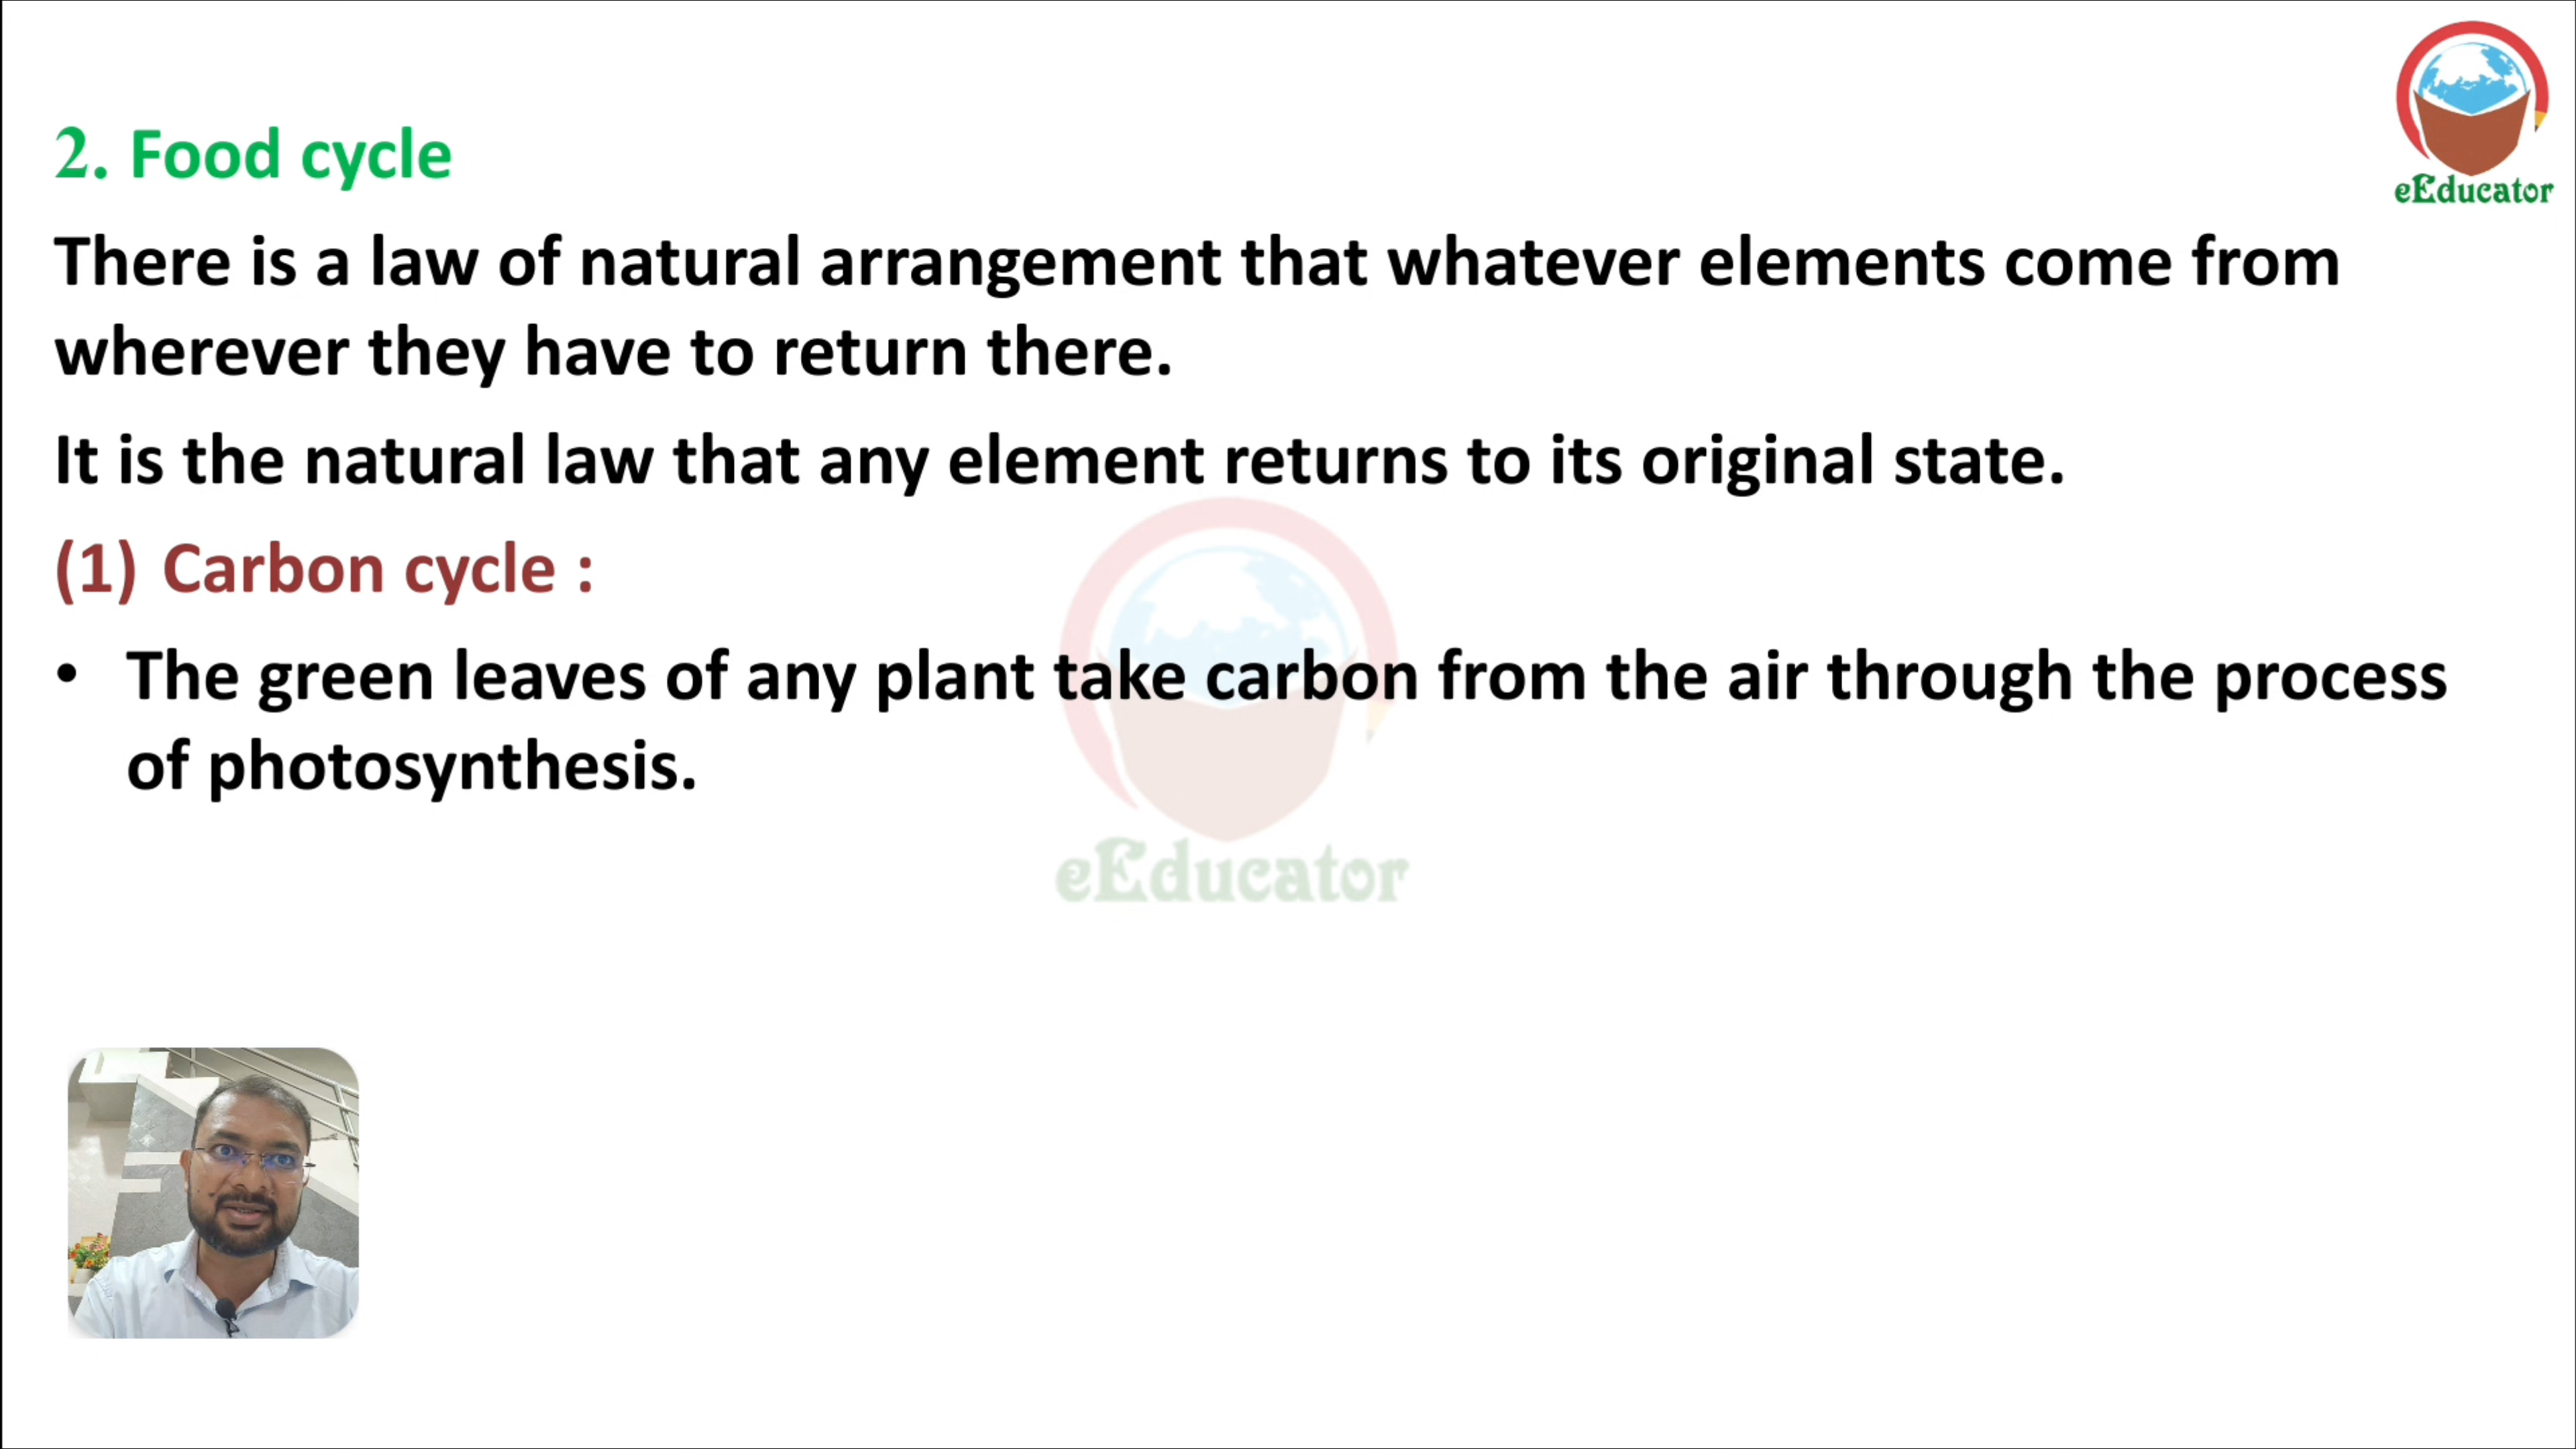 eEducator
2. Food cycle
There is a law of natural arrangement that whatever elements come from
wherever they have to return there.
It is the natural law that any element returns to its original state.
(1) Carbon cycle :
• The green leaves of any plant take carbon from the air through the process
of photosynthesis.
eEducator